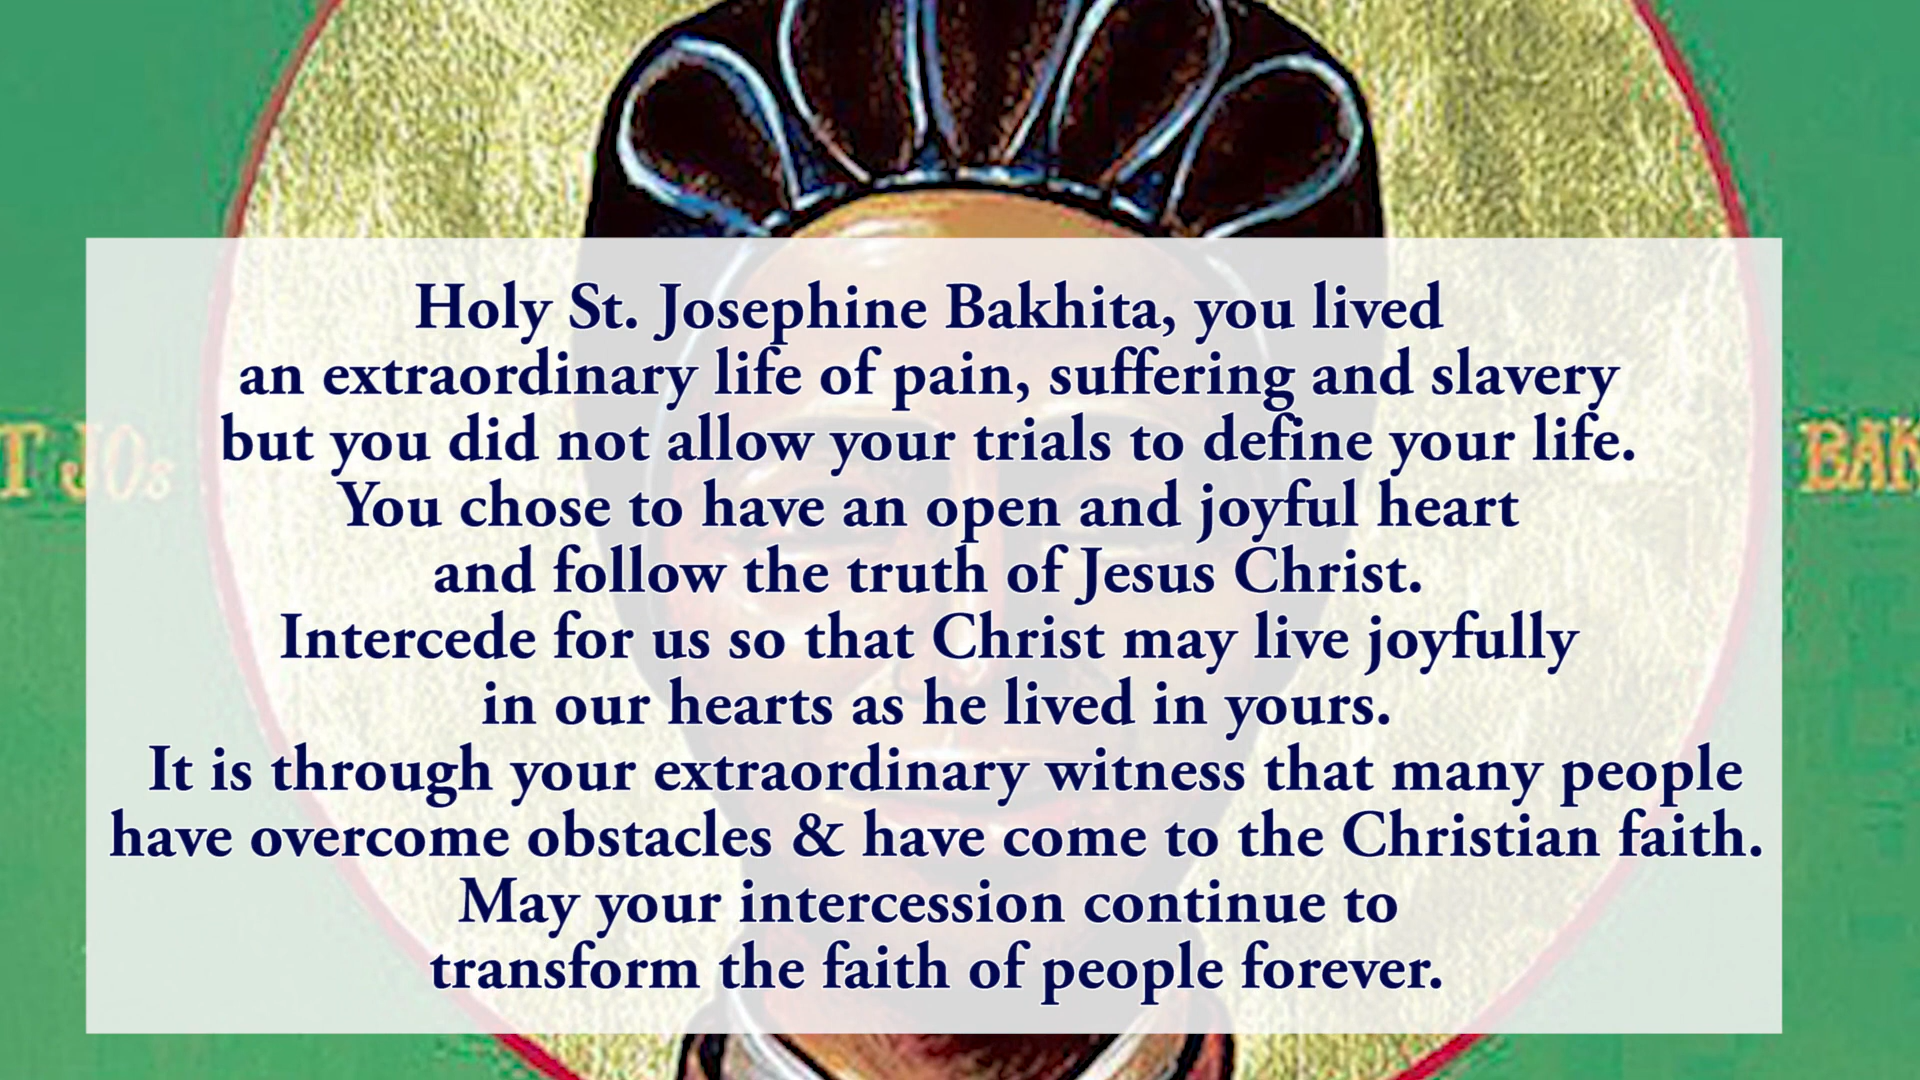 Holy St. Josephine Bakhita, you lived
an extraordinary life of pain, suffering and slavery
but you did not allow your trials to define your life.
You chose to have an open and joyful heart
and follow the truth of Jesus Christ.
Intercede for us so that Christ may live joyfully
in our hearts as he lived in yours.
It is through your extraordinary witness that many people
have overcome obstacles & have come to the Christian faith.
May your intercession continue to
transform the faith of people forever.
T JOs
BAK